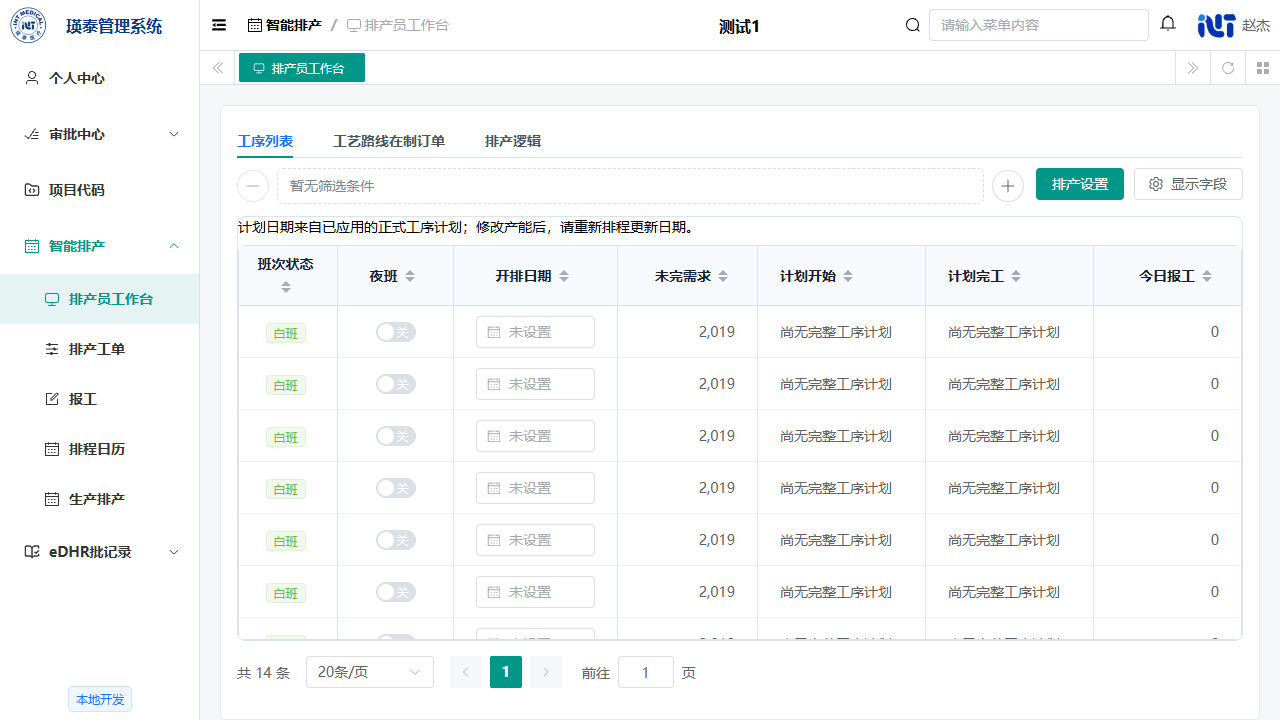 瑛泰管理系统
智能排产 / 排产员工作台
测试1
请输入菜单内容
赵杰
个人中心
审批中心
项目代码
智能排产
排产员工作台
排产工单
报工
排程日历
生产排产
eDHR批记录
本地开发
排产员工作台
工序列表 工艺路线在制订单 排产逻辑
暂无筛选条件
排产设置 显示字段
计划日期来自已应用的正式工序计划；修改产能后，请重新排程更新日期。
班次状态 夜班 开排日期 未完需求 计划开始 计划完工 今日报工
白班 关 未设置 2,019 尚无完整工序计划 尚无完整工序计划 0
白班 关 未设置 2,019 尚无完整工序计划 尚无完整工序计划 0
白班 关 未设置 2,019 尚无完整工序计划 尚无完整工序计划 0
白班 关 未设置 2,019 尚无完整工序计划 尚无完整工序计划 0
白班 关 未设置 2,019 尚无完整工序计划 尚无完整工序计划 0
白班 关 未设置 2,019 尚无完整工序计划 尚无完整工序计划 0
共 14 条 20条/页 1 前往 1 页